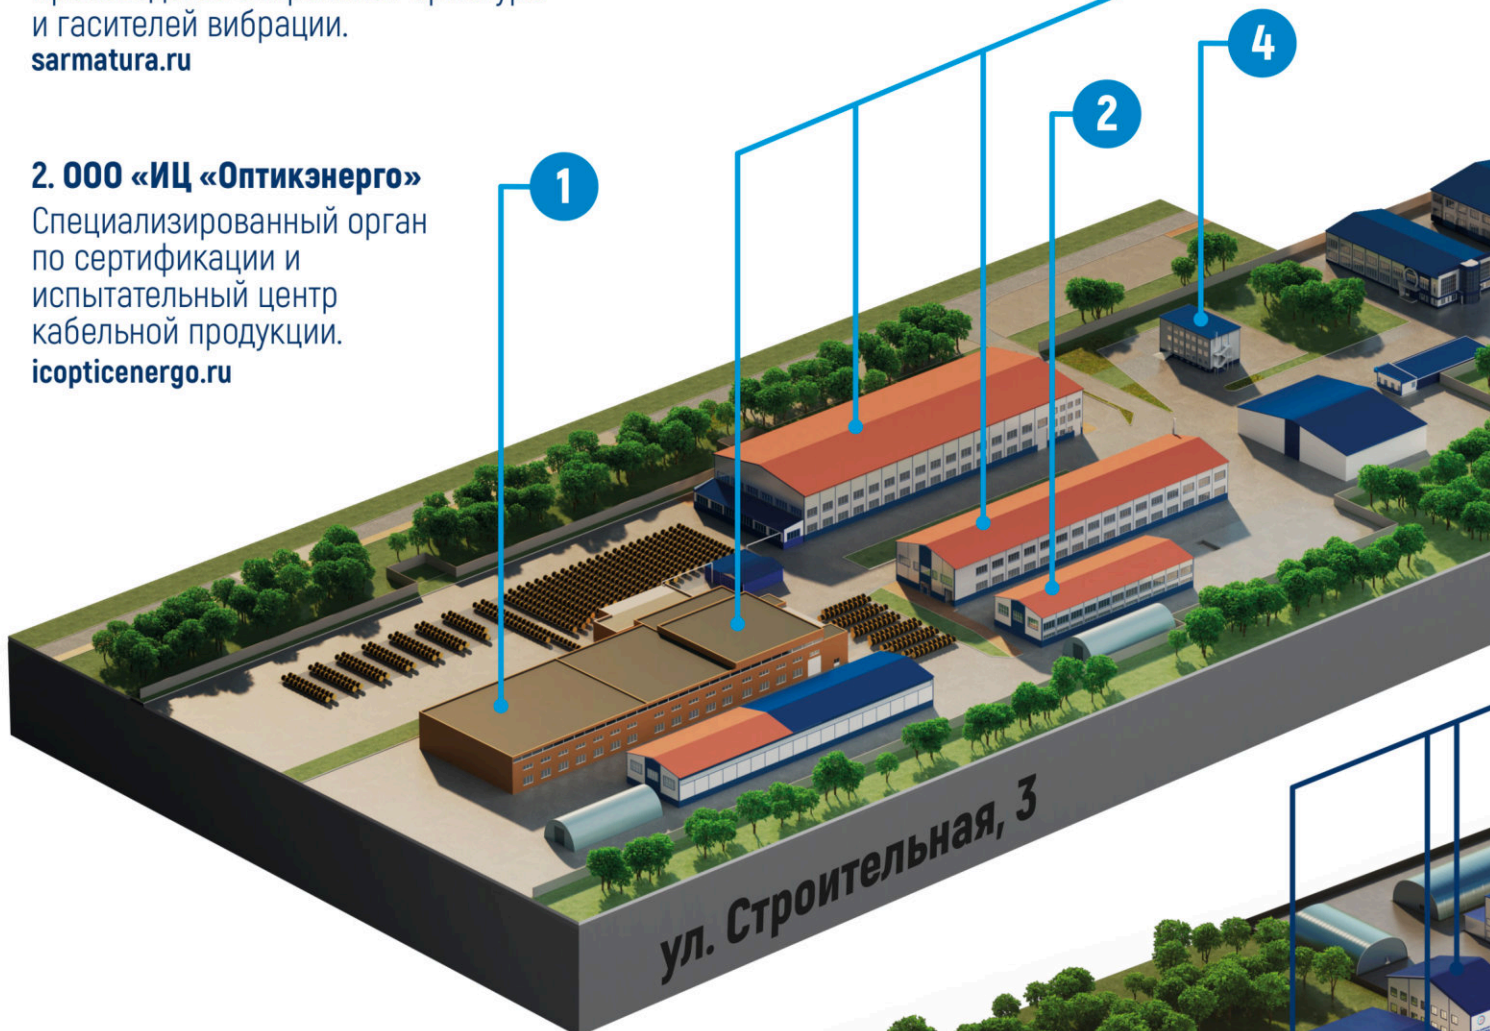 и гасителей вибрации.
sarmatura.ru
2. ООО «ИЦ «Оптикэнерго»
Специализированный орган
по сертификации и
испытательный центр
кабельной продукции.
icopticenergo.ru
1
2
4
ул. Строительная, 3